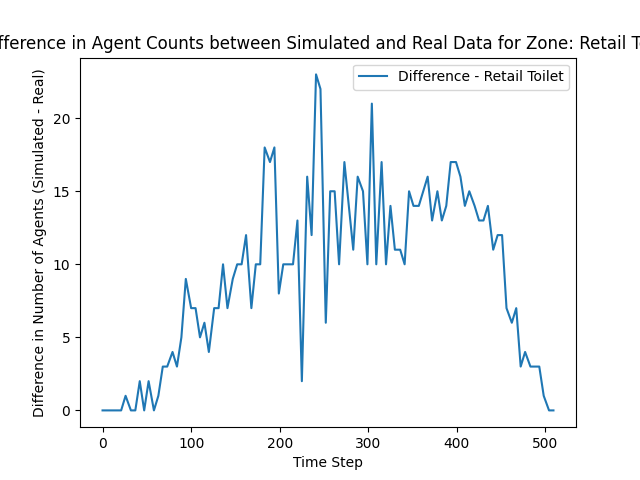 fference in Agent Counts between Simulated and Real Data for Zone: Retail T
Difference - Retail Toilet
Difference in Number of Agents (Simulated - Real)
20
15
10
5
0
0 100 200 300 400 500
Time Step